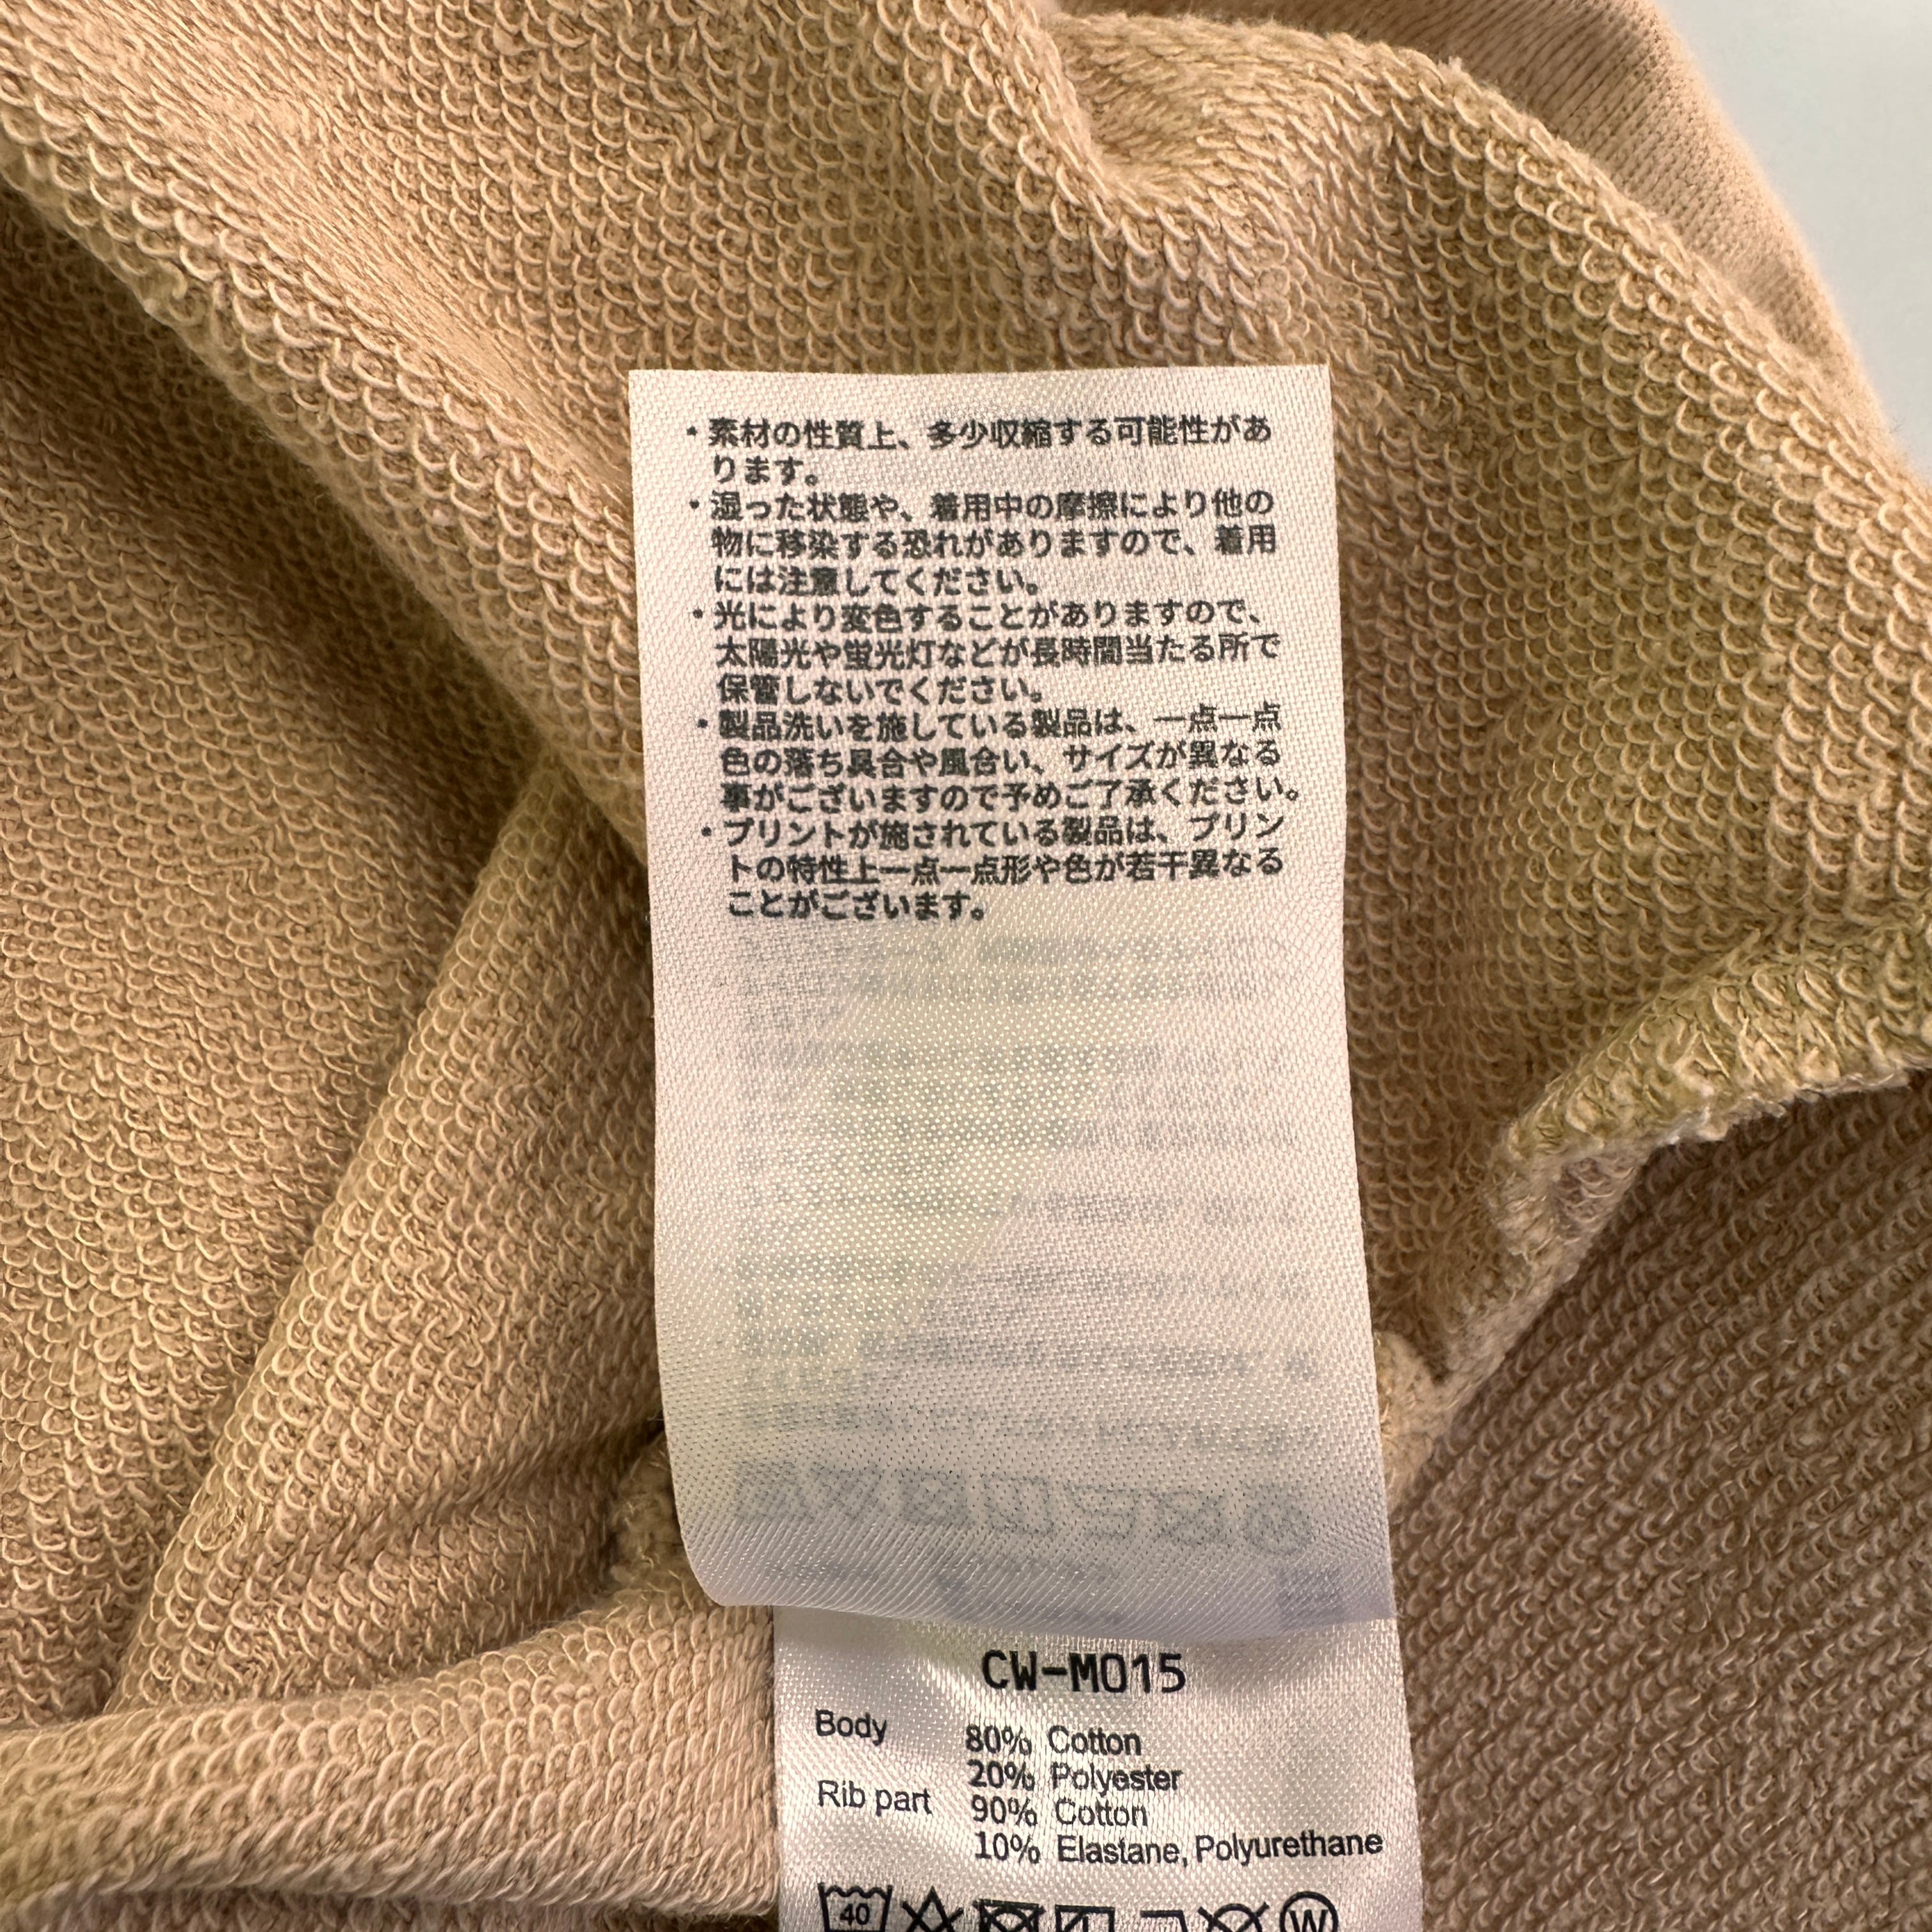 ・素材の性質上、多少収縮する可能性があ
ります。
・湿った状態や、着用中の摩擦により他の
物に移染する恐れがありますので、着用
には注意してください。
・光により変色することがありますので、
太陽光や蛍光灯などが長時間当たる所で
保管しないでください。
・製品洗いを施している製品は、一点一点
色の落ち具合や風合い、サイズが異なる
事がございますので予めご了承ください。
・プリントが施されている製品は、プリン
トの特性上一点一点形や色が若干異なる
ことがございます。
CW-M015
Body 80% Cotton
20% Polyester
Rib part 90% Cotton
10% Elastane, Polyurethane
40 W